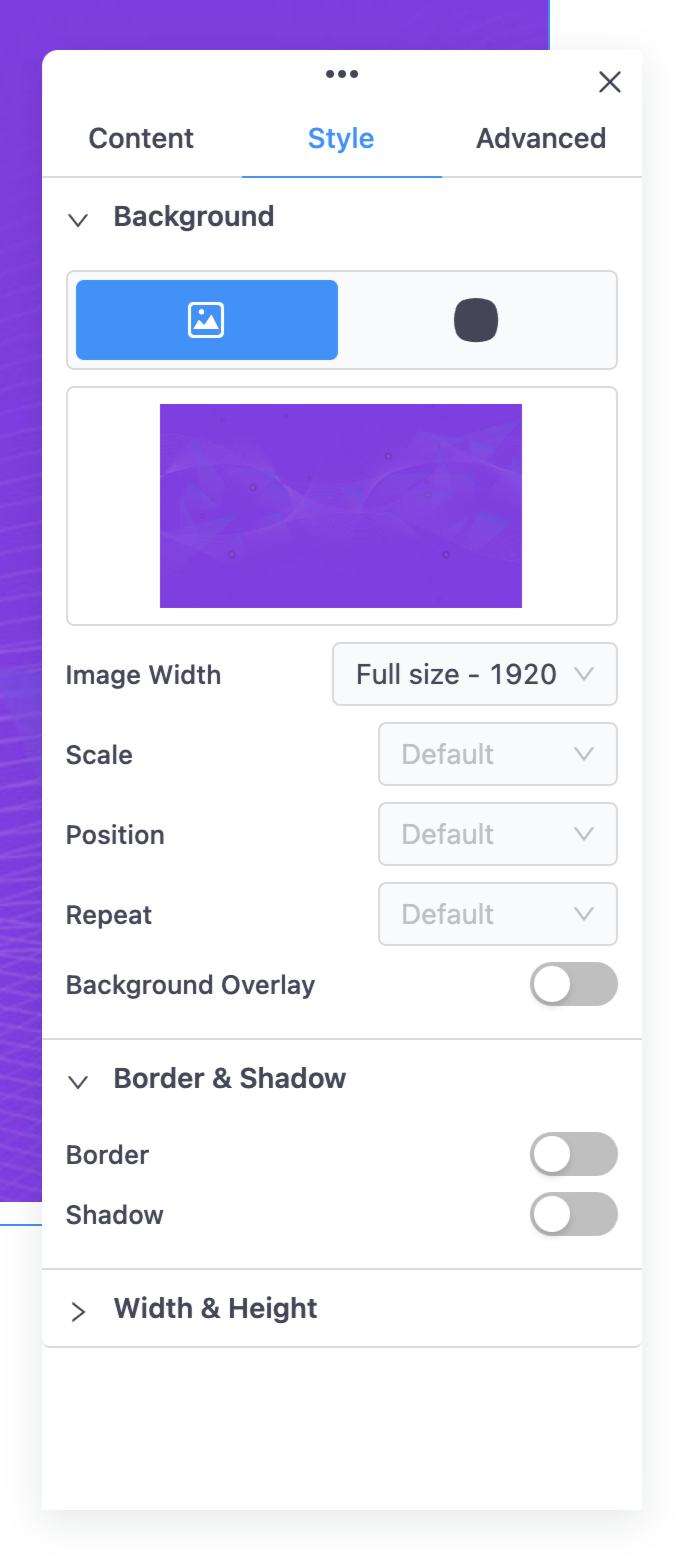 Content Style Advanced
Background
Image Width Full size - 1920
Scale Default
Position Default
Repeat Default
Background Overlay
Border & Shadow
Border
Shadow
Width & Height